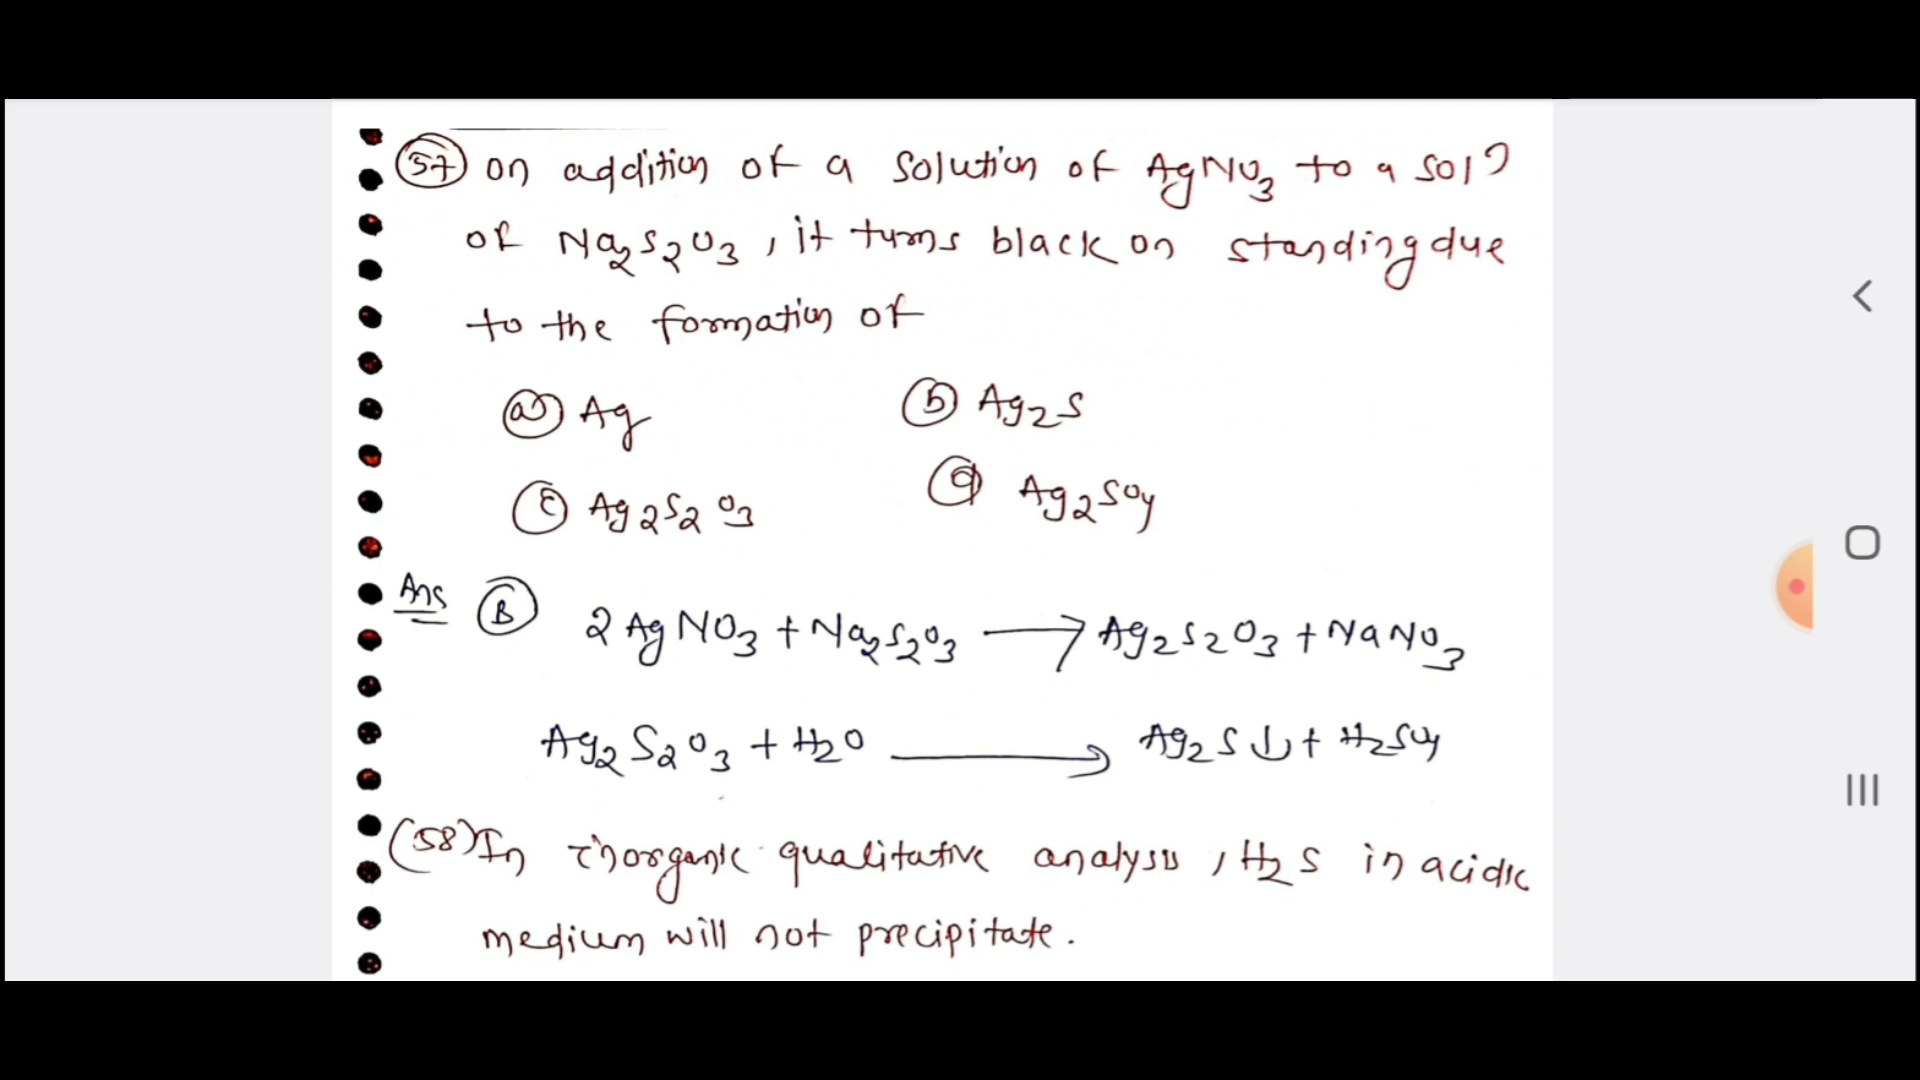 (57) on addition of a solution of AgNO3 to a solⁿ
of Na2S2O3, it turns black on standing due
to the formation of
(a) Ag (b) Ag2S
(c) Ag2S2O3 (d) Ag2SO4
Ans (B) 2AgNO3 + Na2S2O3 → Ag2S2O3 + NaNO3
Ag2S2O3 + H2O → Ag2S↓ + H2SO4
(58) In inorganic qualitative analysis, H2S in acidic
medium will not precipitate.